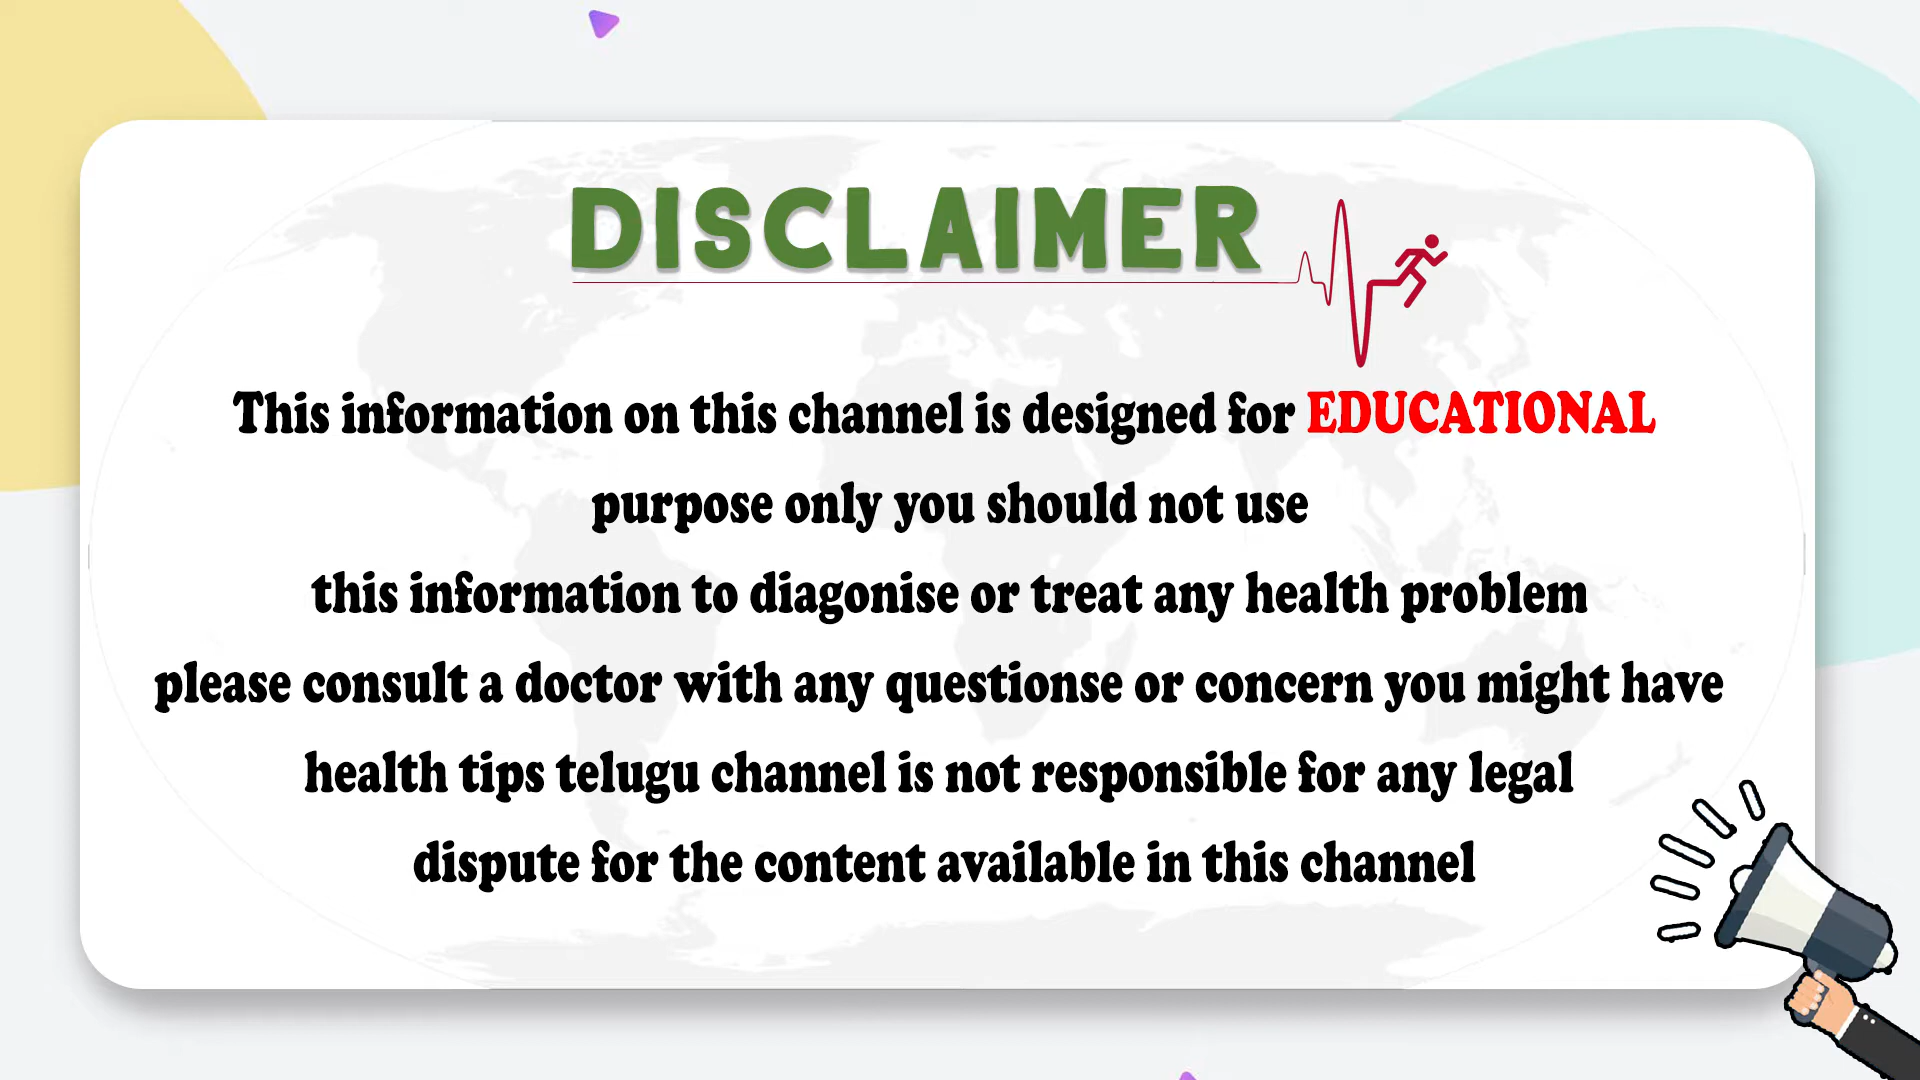 DISCLAIMER
This information on this channel is designed for EDUCATIONAL
purpose only you should not use
this information to diagonise or treat any health problem
please consult a doctor with any questionse or concern you might have
health tips telugu channel is not responsible for any legal
dispute for the content available in this channel